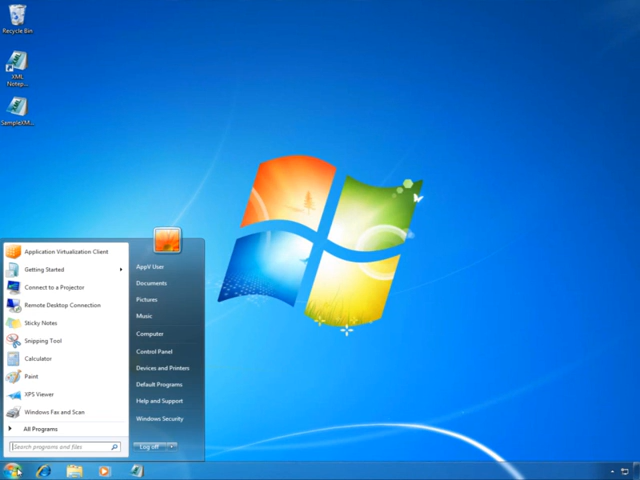 Recycle Bin
XML
Notep...
SampleXM...
Application Virtualization Client
Getting Started
Connect to a Projector
Remote Desktop Connection
Sticky Notes
Snipping Tool
Calculator
Paint
XPS Viewer
Windows Fax and Scan
All Programs
Search programs and files
AppV User
Documents
Pictures
Music
Computer
Control Panel
Devices and Printers
Default Programs
Help and Support
Windows Security
Log off